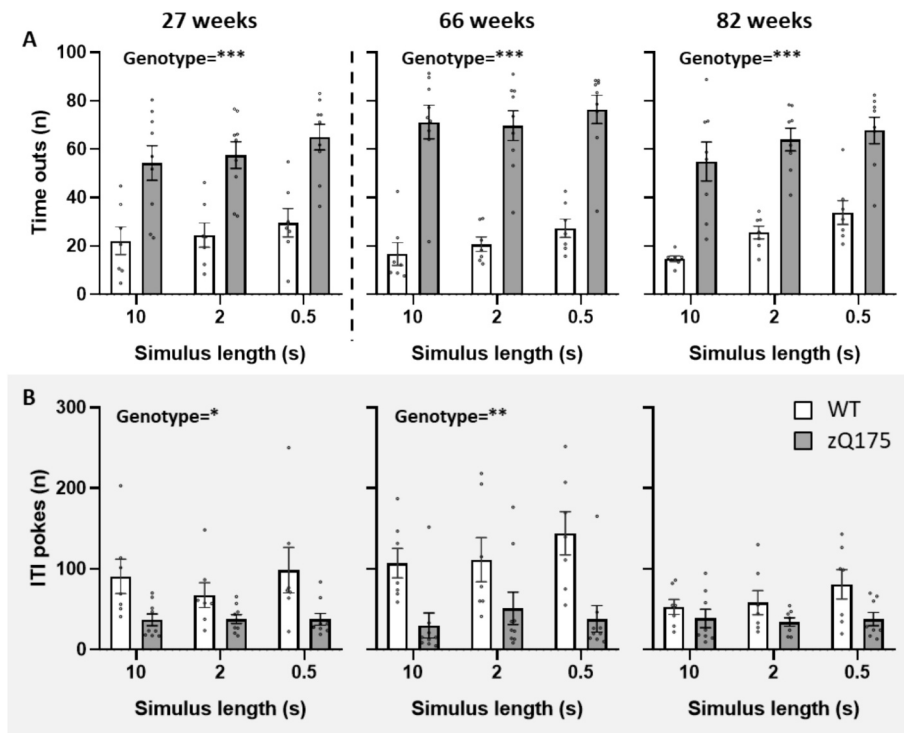 27 weeks
66 weeks
82 weeks
A
Time outs (n)
100
80
60
40
20
0
Genotype=***
10 2 0.5
Simulus length (s)
Genotype=***
10 2 0.5
Simulus length (s)
Genotype=***
10 2 0.5
Simulus length (s)
B
ITI pokes (n)
300
200
100
0
Genotype=*
10 2 0.5
Simulus length (s)
Genotype=**
10 2 0.5
Simulus length (s)
WT
zQ175
10 2 0.5
Simulus length (s)